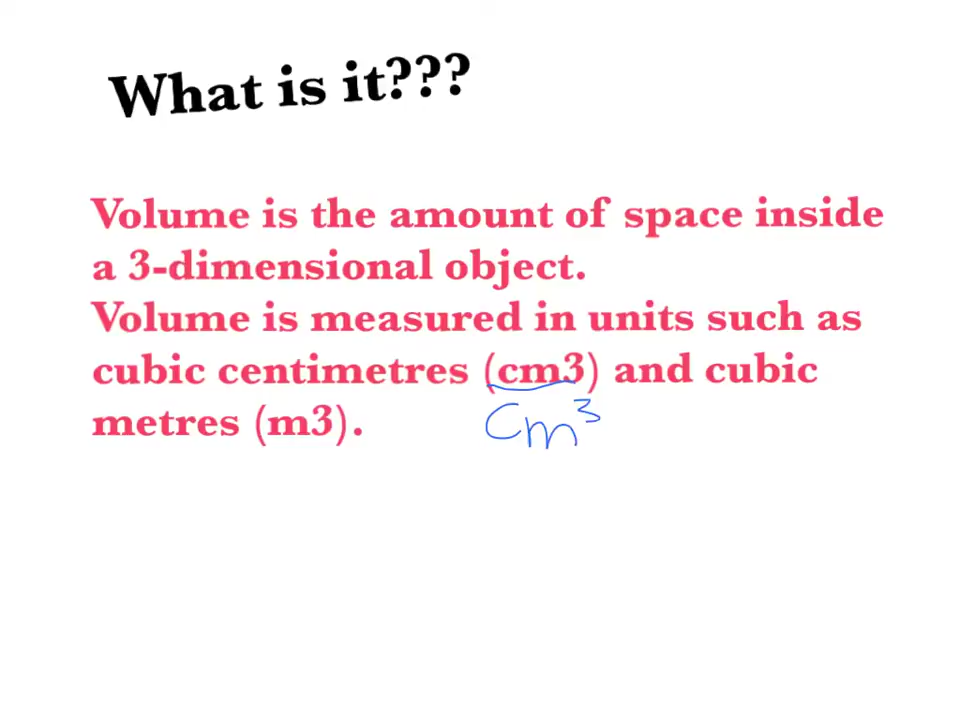 What is it???
Volume is the amount of space inside
a 3-dimensional object.
Volume is measured in units such as
cubic centimetres (cm3) and cubic
metres (m3).
cm³